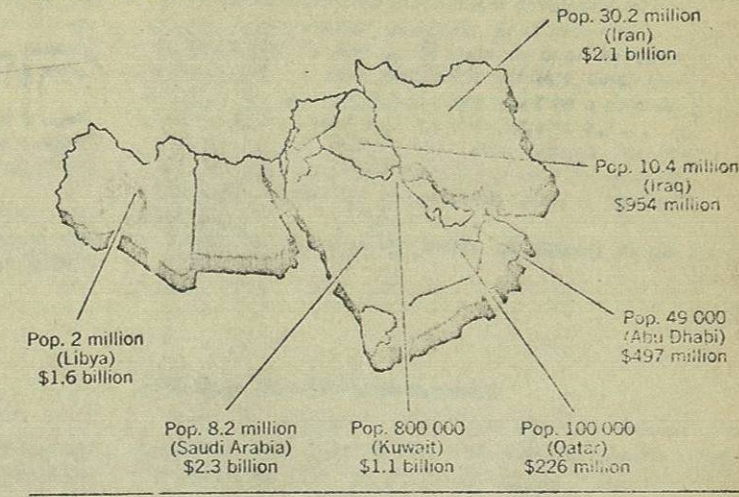 Pop. 30.2 million
(Iran)
$2.1 billion
Pop. 10.4 million
(Iraq)
$954 million
Pop. 49 000
(Abu Dhabi)
$497 million
Pop. 2 million
(Libya)
$1.6 billion
Pop. 8.2 million
(Saudi Arabia)
$2.3 billion
Pop. 800 000
(Kuwait)
$1.1 billion
Pop. 100 000
(Qatar)
$226 million